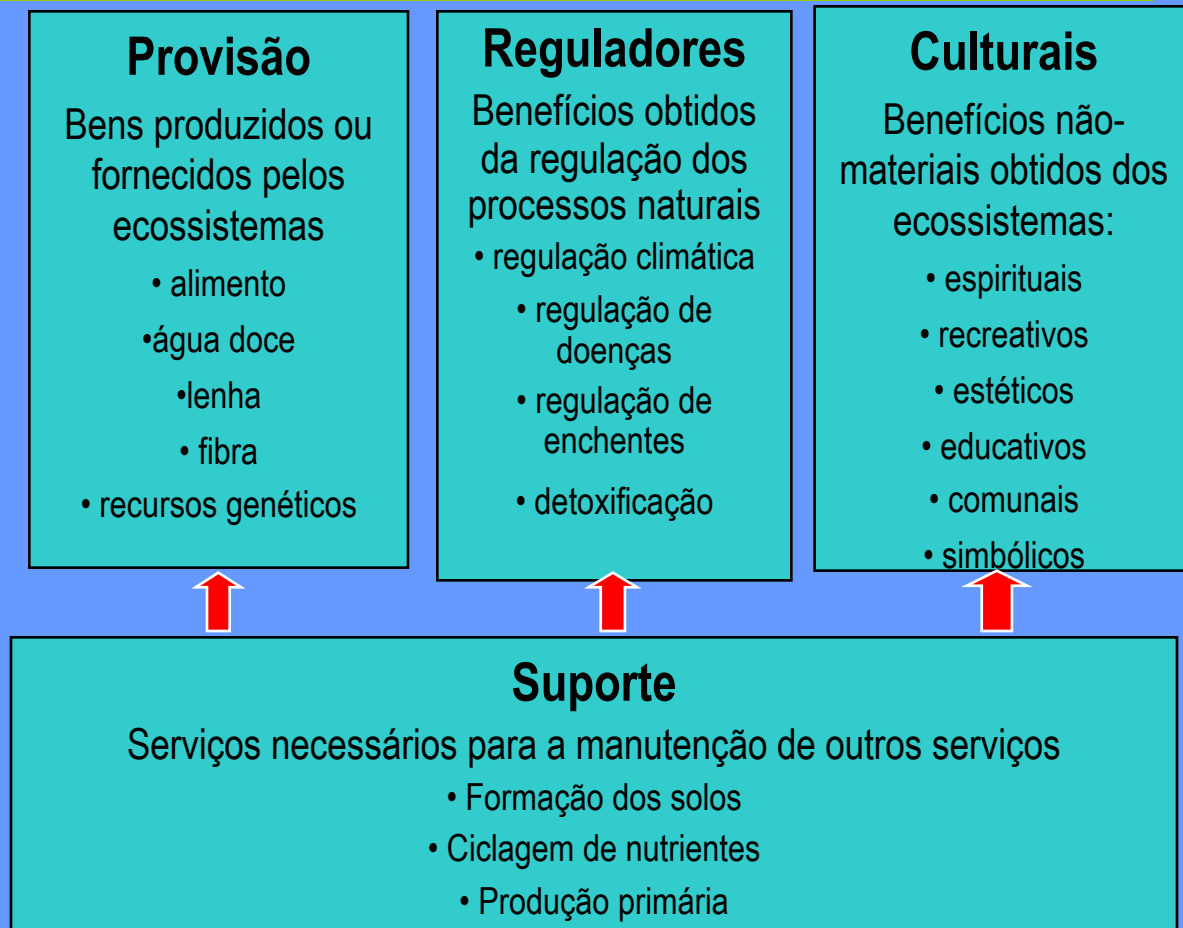 Provisão
Bens produzidos ou
fornecidos pelos
ecossistemas
• alimento
•água doce
•lenha
• fibra
• recursos genéticos
Reguladores
Benefícios obtidos
da regulação dos
processos naturais
• regulação climática
• regulação de
doenças
• regulação de
enchentes
• detoxificação
Culturais
Benefícios não-
materiais obtidos dos
ecossistemas:
• espirituais
• recreativos
• estéticos
• educativos
• comunais
• simbólicos
Suporte
Serviços necessários para a manutenção de outros serviços
• Formação dos solos
• Ciclagem de nutrientes
• Produção primária